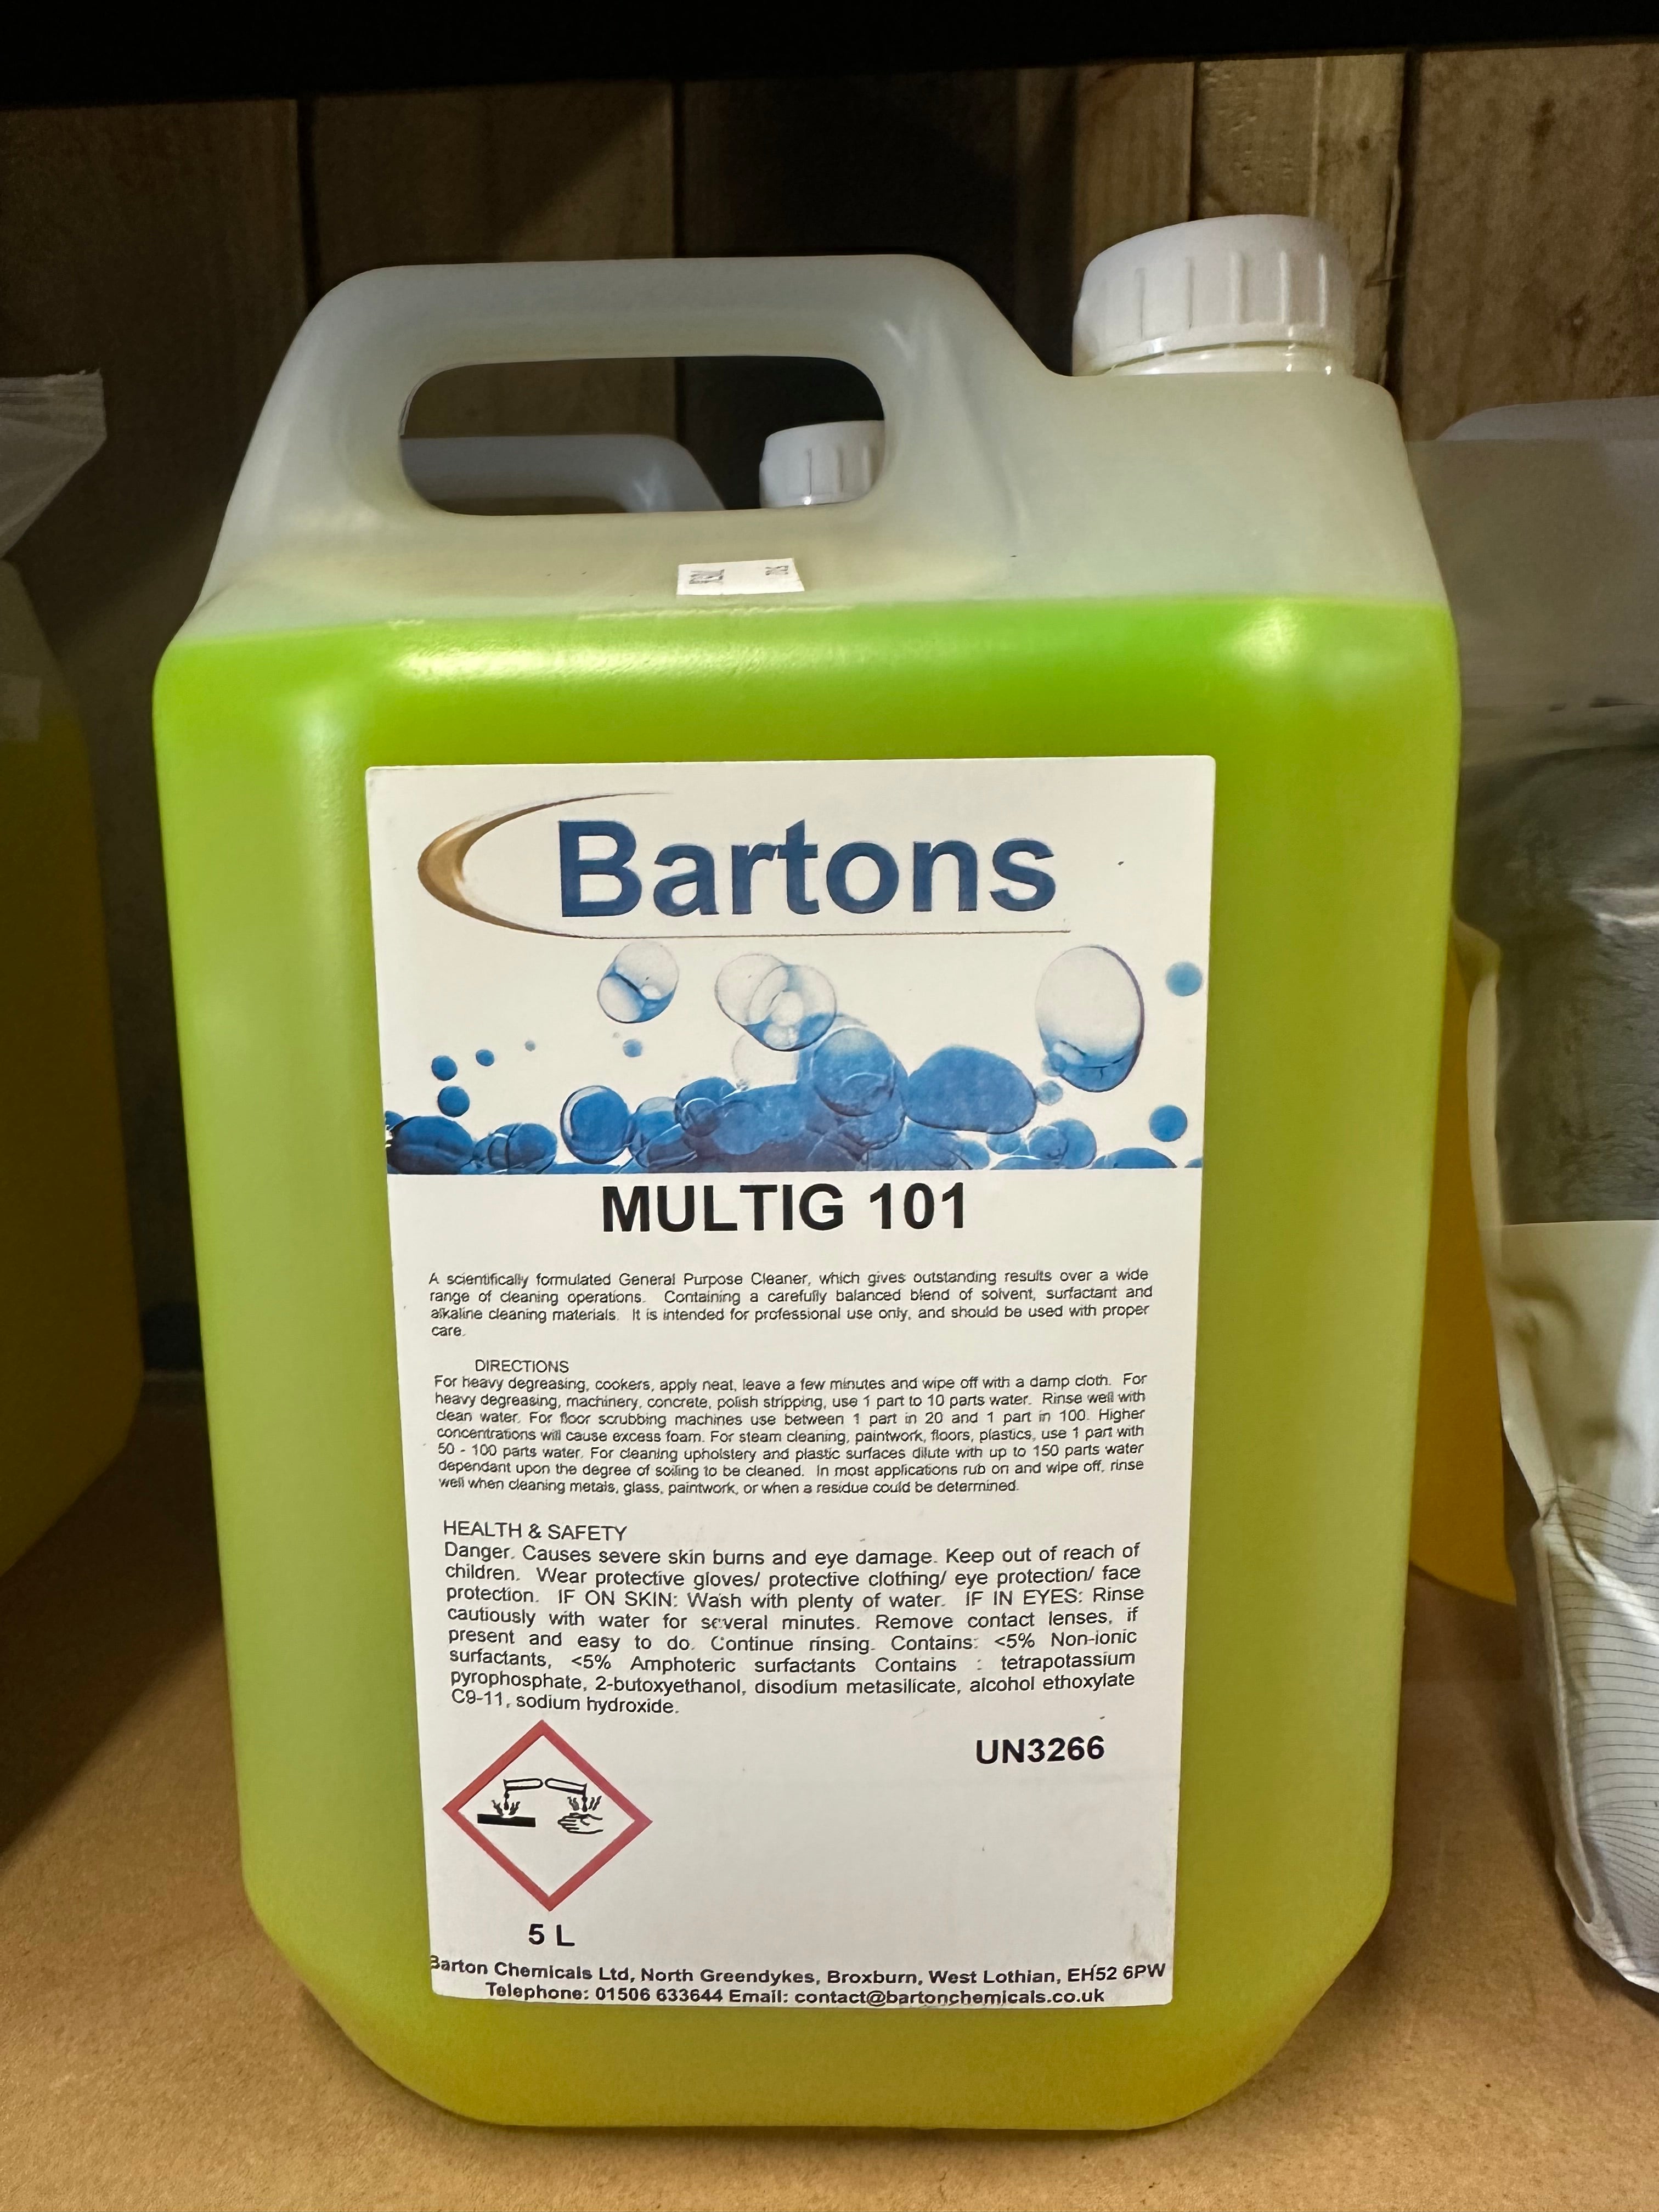 Bartons
MULTIG 101
A scientifically formulated General Purpose Cleaner, which gives outstanding results over a wide
range of cleaning operations. Containing a carefully balanced blend of solvent, surfactant and
alkaline cleaning materials. It is intended for professional use only, and should be used with proper
care.
DIRECTIONS
For heavy degreasing, cookers, apply neat, leave a few minutes and wipe off with a damp cloth. For
heavy degreasing, machinery, concrete, polish stripping, use 1 part to 10 parts water. Rinse well with
clean water. For floor scrubbing machines use between 1 part in 20 and 1 part in 100. Higher
concentrations will cause excess foam. For steam cleaning, paintwork, floors, plastics, use 1 part with
50 - 100 parts water. For cleaning upholstery and plastic surfaces dilute with up to 150 parts water
dependant upon the degree of soiling to be cleaned. In most applications rub on and wipe off, rinse
well when cleaning metals, glass, paintwork, or when a residue could be determined.
HEALTH & SAFETY
Danger. Causes severe skin burns and eye damage. Keep out of reach of
children. Wear protective gloves/ protective clothing/ eye protection/ face
protection. IF ON SKIN: Wash with plenty of water. IF IN EYES: Rinse
cautiously with water for several minutes. Remove contact lenses, if
present and easy to do. Continue rinsing. Contains: <5% Non-ionic
surfactants, <5% Amphoteric surfactants Contains : tetrapotassium
pyrophosphate, 2-butoxyethanol, disodium metasilicate, alcohol ethoxylate
C9-11, sodium hydroxide.
UN3266
5 L
Barton Chemicals Ltd, North Greendykes, Broxburn, West Lothian, EH52 6PW
Telephone: 01506 633644 Email: contact@bartonchemicals.co.uk